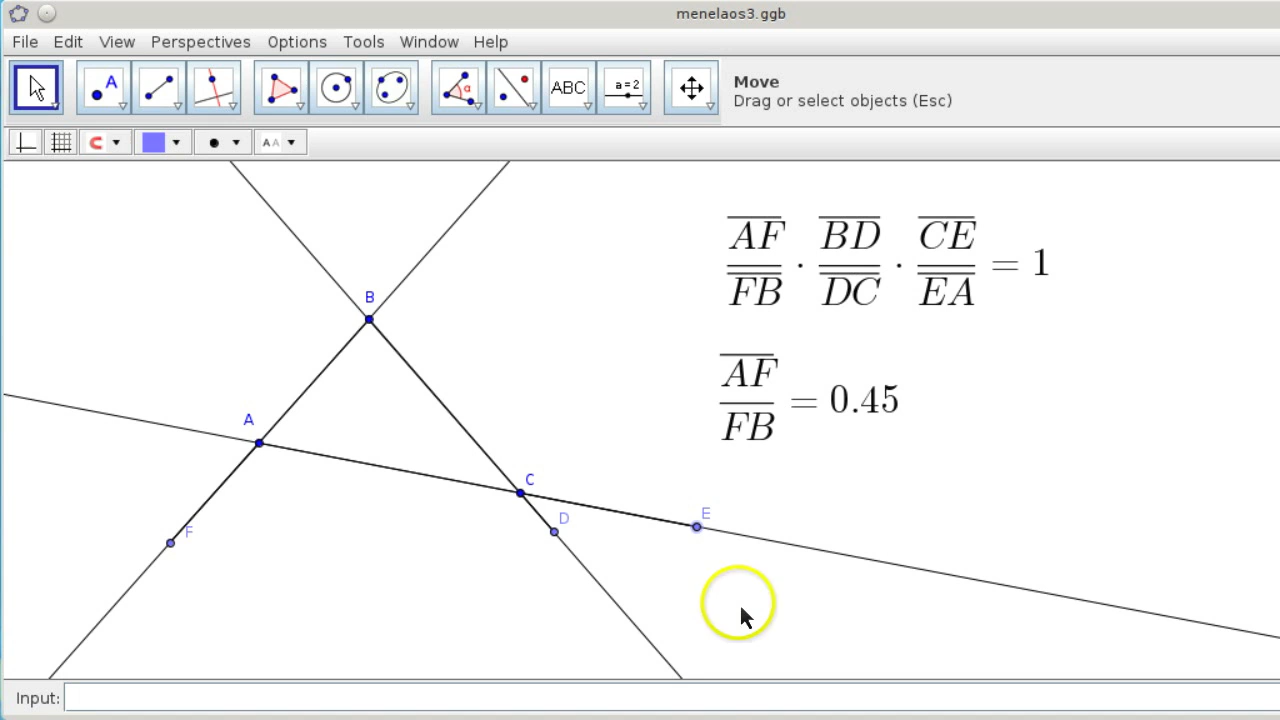 menelaos3.ggb
File Edit View Perspectives Options Tools Window Help
A
α
ABC
a=2
Move
Drag or select objects (Esc)
A A
AF/FB · BD/DC · CE/EA = 1
AF/FB = 0.45
B
A
C
E
D
F
Input: